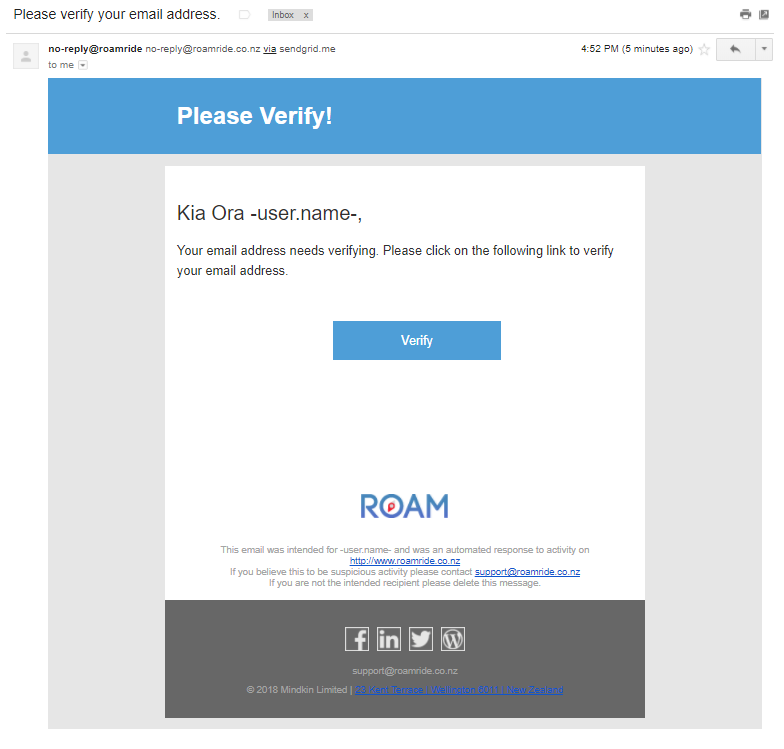 Please verify your email address.
Inbox x
no-reply@roamride no-reply@roamride.co.nz via sendgrid.me
4:52 PM (5 minutes ago)
to me
Please Verify!
Kia Ora -user.name-,
Your email address needs verifying. Please click on the following link to verify
your email address.
Verify
ROAM
This email was intended for -user.name- and was an automated response to activity on
http://www.roamride.co.nz
If you believe this to be suspicious activity please contact support@roamride.co.nz
If you are not the intended recipient please delete this message.
support@roamride.co.nz
© 2018 Mindkin Limited | 23 Kent Terrace | Wellington 6011 | New Zealand